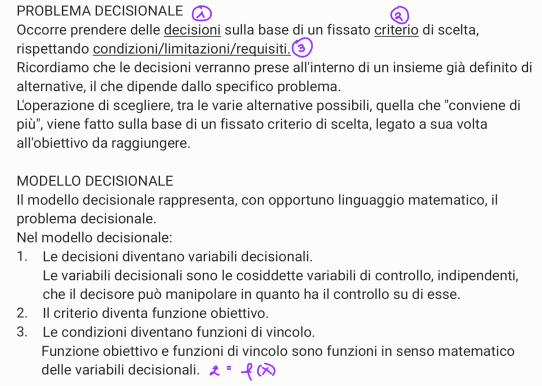 PROBLEMA DECISIONALE 1 2
Occorre prendere delle decisioni sulla base di un fissato criterio di scelta,
rispettando condizioni/limitazioni/requisiti. 3
Ricordiamo che le decisioni verranno prese all'interno di un insieme già definito di
alternative, il che dipende dallo specifico problema.
L'operazione di scegliere, tra le varie alternative possibili, quella che "conviene di
più", viene fatto sulla base di un fissato criterio di scelta, legato a sua volta
all'obiettivo da raggiungere.
MODELLO DECISIONALE
Il modello decisionale rappresenta, con opportuno linguaggio matematico, il
problema decisionale.
Nel modello decisionale:
1. Le decisioni diventano variabili decisionali.
Le variabili decisionali sono le cosiddette variabili di controllo, indipendenti,
che il decisore può manipolare in quanto ha il controllo su di esse.
2. Il criterio diventa funzione obiettivo.
3. Le condizioni diventano funzioni di vincolo.
Funzione obiettivo e funzioni di vincolo sono funzioni in senso matematico
delle variabili decisionali. z = f(x)